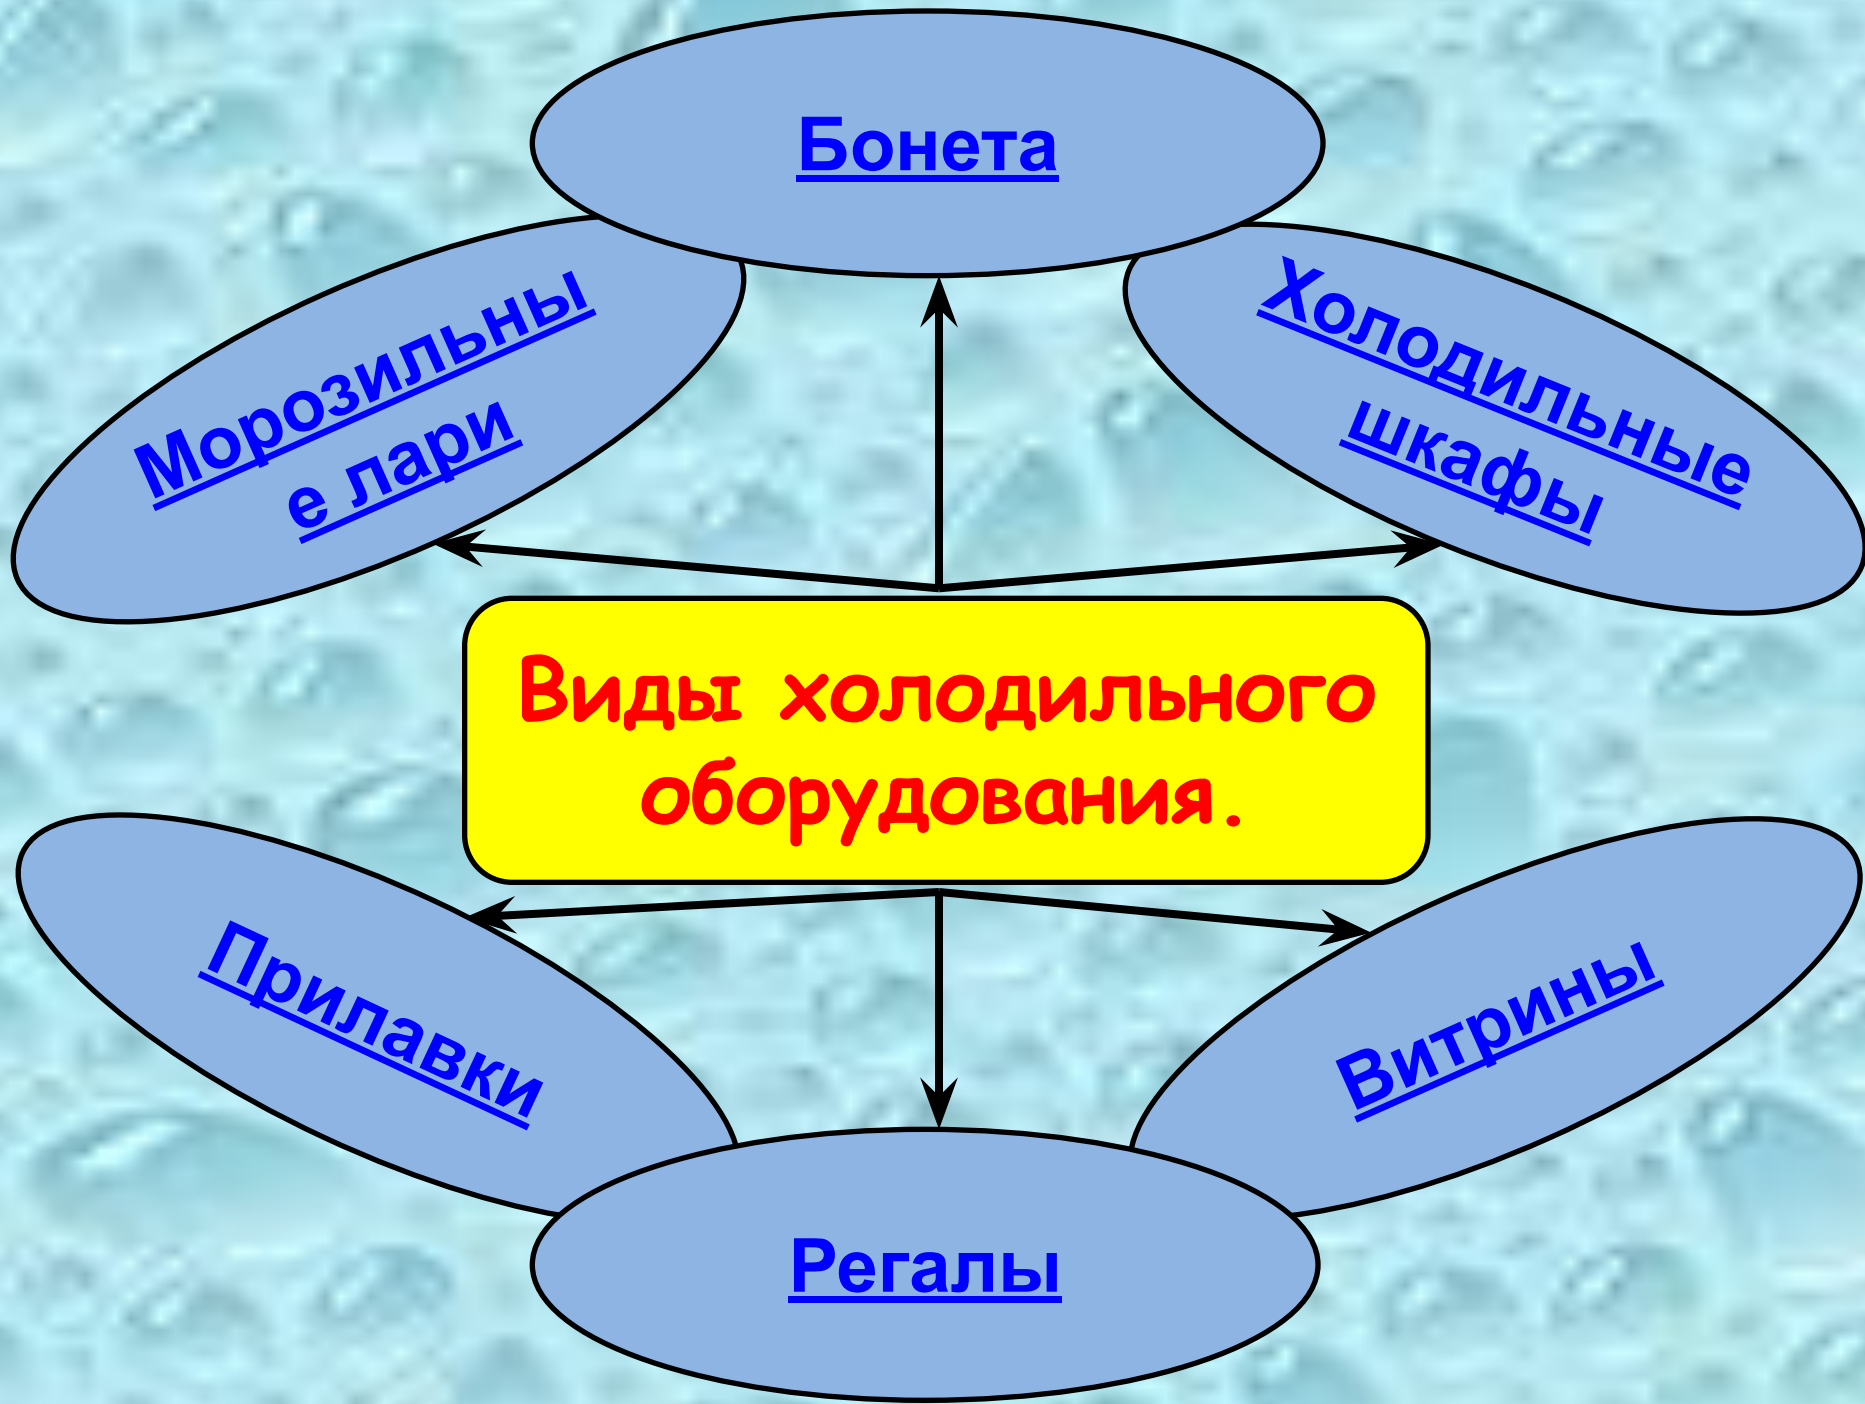 Бонета
Морозильны
е лари
Холодильные
шкафы
Виды холодильного
оборудования.
Прилавки
Витрины
Регалы